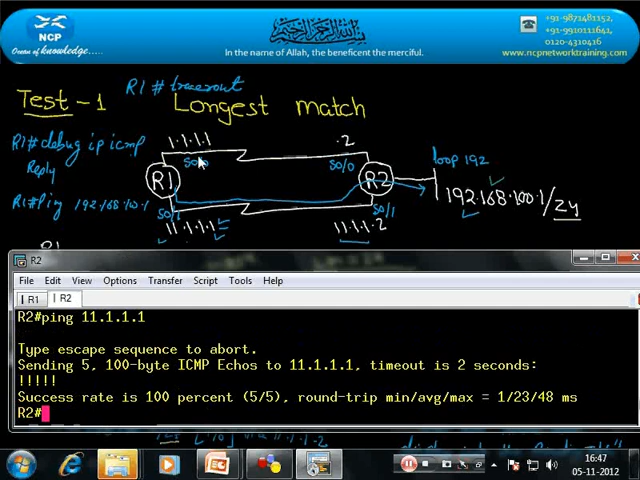 NCP
Ocean of knowledge......
In the name of Allah, the beneficent the merciful.
+91-9871481152,
+91-9910111642,
0120-4310416
www.ncpnetworktraining.com
R1 # tracerout
Test - 1 Longest match
R1#debug ip icmp
Reply
R1#Ping 192.168.10.1
1.1.1.1
.2
S0/0
S0/0
R1
R2
S0/1
S0/1
11.1.1.1
11.1.1.2
loop 192
192.168.100.1/24
R1
R2
File Edit View Options Transfer Script Tools Help
R1
R2
R2#ping 11.1.1.1
Type escape sequence to abort.
Sending 5, 100-byte ICMP Echos to 11.1.1.1, timeout is 2 seconds:
!!!!!
Success rate is 100 percent (5/5), round-trip min/avg/max = 1/23/48 ms
R2#
16:47
05-11-2012